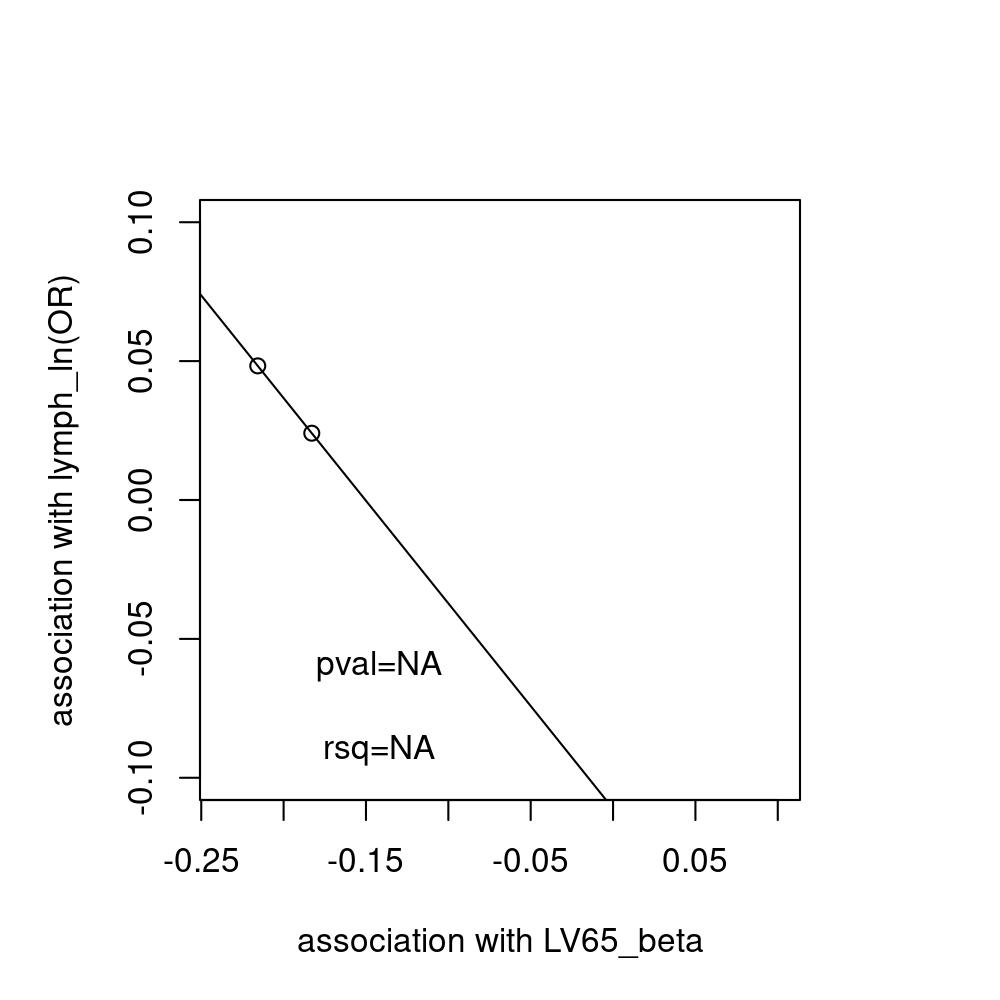 0.10
0.05
0.00
-0.05
-0.10
association with lymph_ln(OR)
pval=NA
rsq=NA
-0.25 -0.15 -0.05 0.05
association with LV65_beta